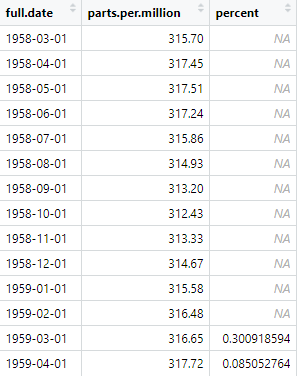 full.date parts.per.million percent
1958-03-01 315.70 NA
1958-04-01 317.45 NA
1958-05-01 317.51 NA
1958-06-01 317.24 NA
1958-07-01 315.86 NA
1958-08-01 314.93 NA
1958-09-01 313.20 NA
1958-10-01 312.43 NA
1958-11-01 313.33 NA
1958-12-01 314.67 NA
1959-01-01 315.58 NA
1959-02-01 316.48 NA
1959-03-01 316.65 0.300918594
1959-04-01 317.72 0.085052764